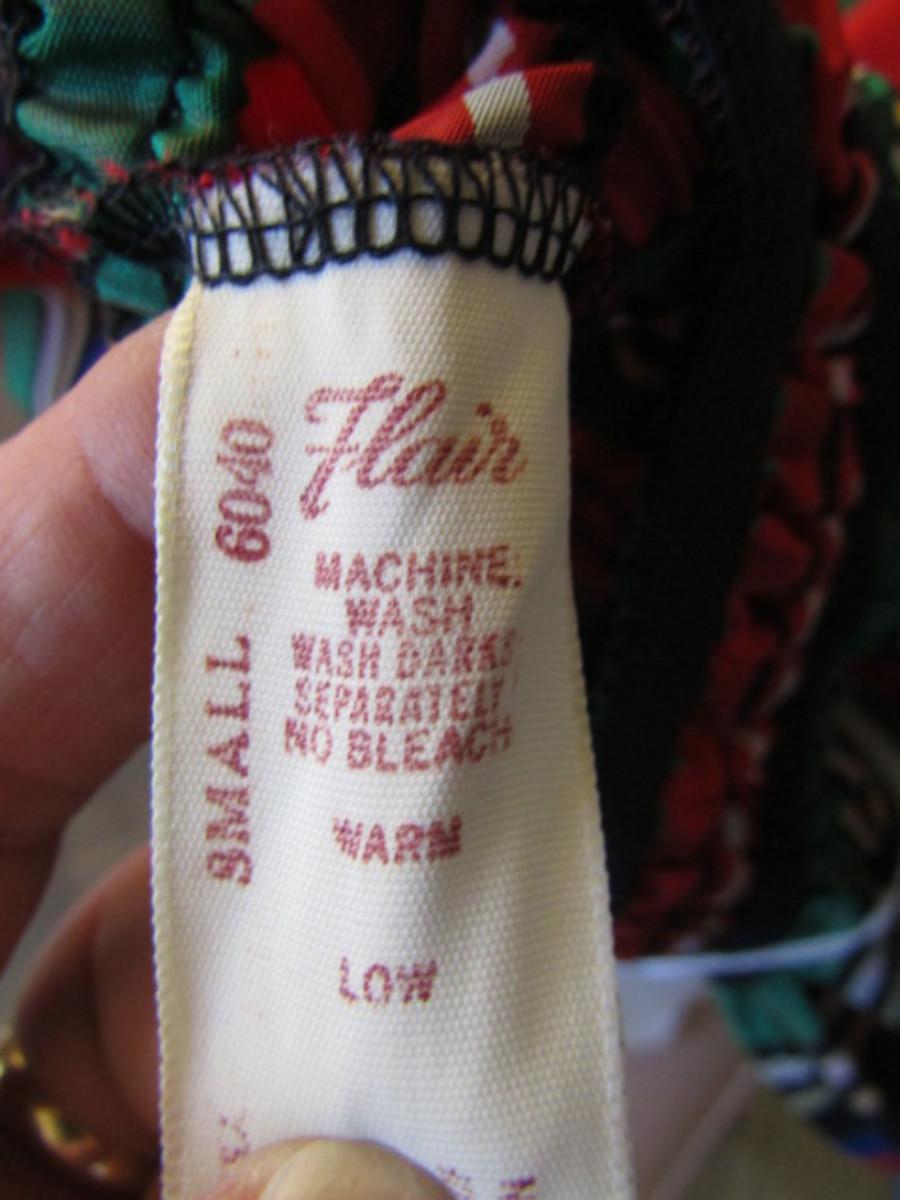 Flair
MACHINE.
WASH
WASH DARKS
SEPARATELY
NO BLEACH
WARM
LOW
SMALL 6040